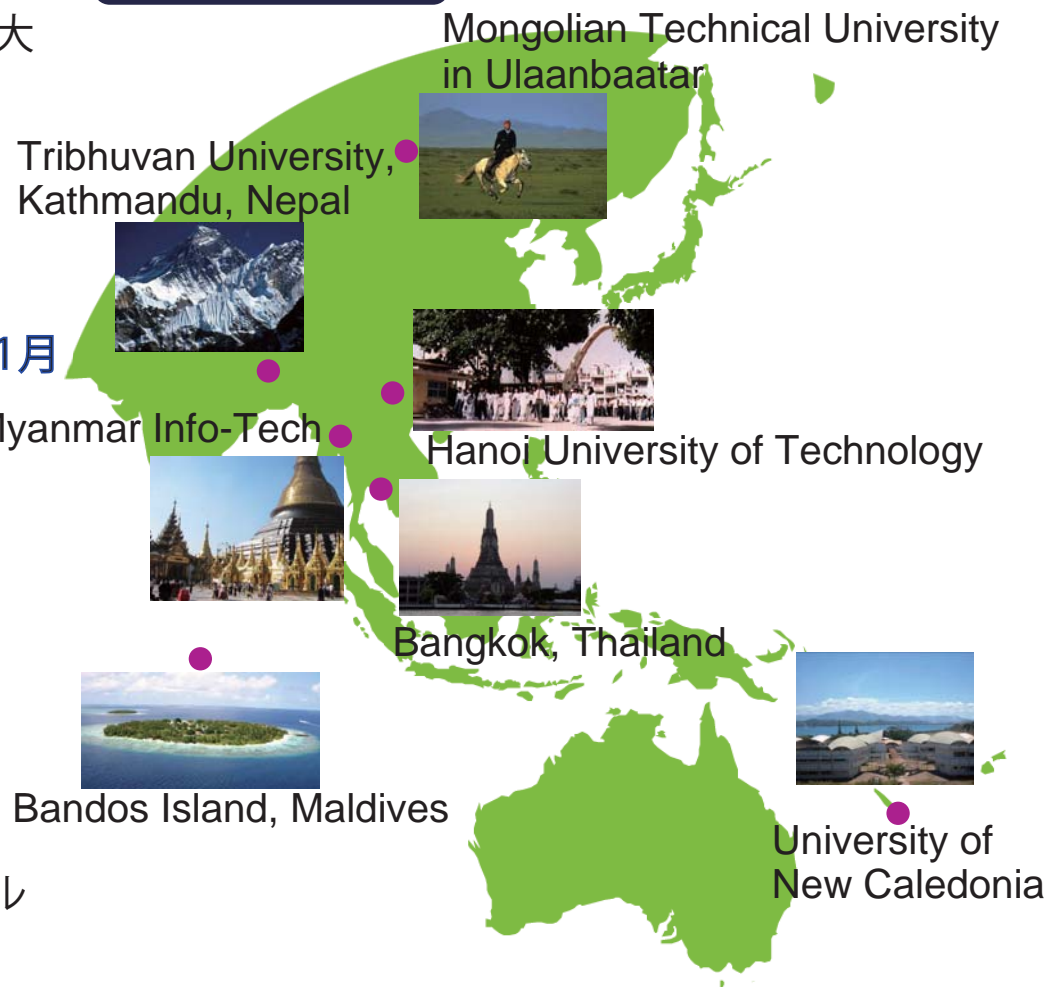 大
Mongolian Technical University
in Ulaanbaatar
Tribhuvan University,
Kathmandu, Nepal
1月
Myanmar Info-Tech
Hanoi University of Technology
Bangkok, Thailand
Bandos Island, Maldives
University of
New Caledonia
ル